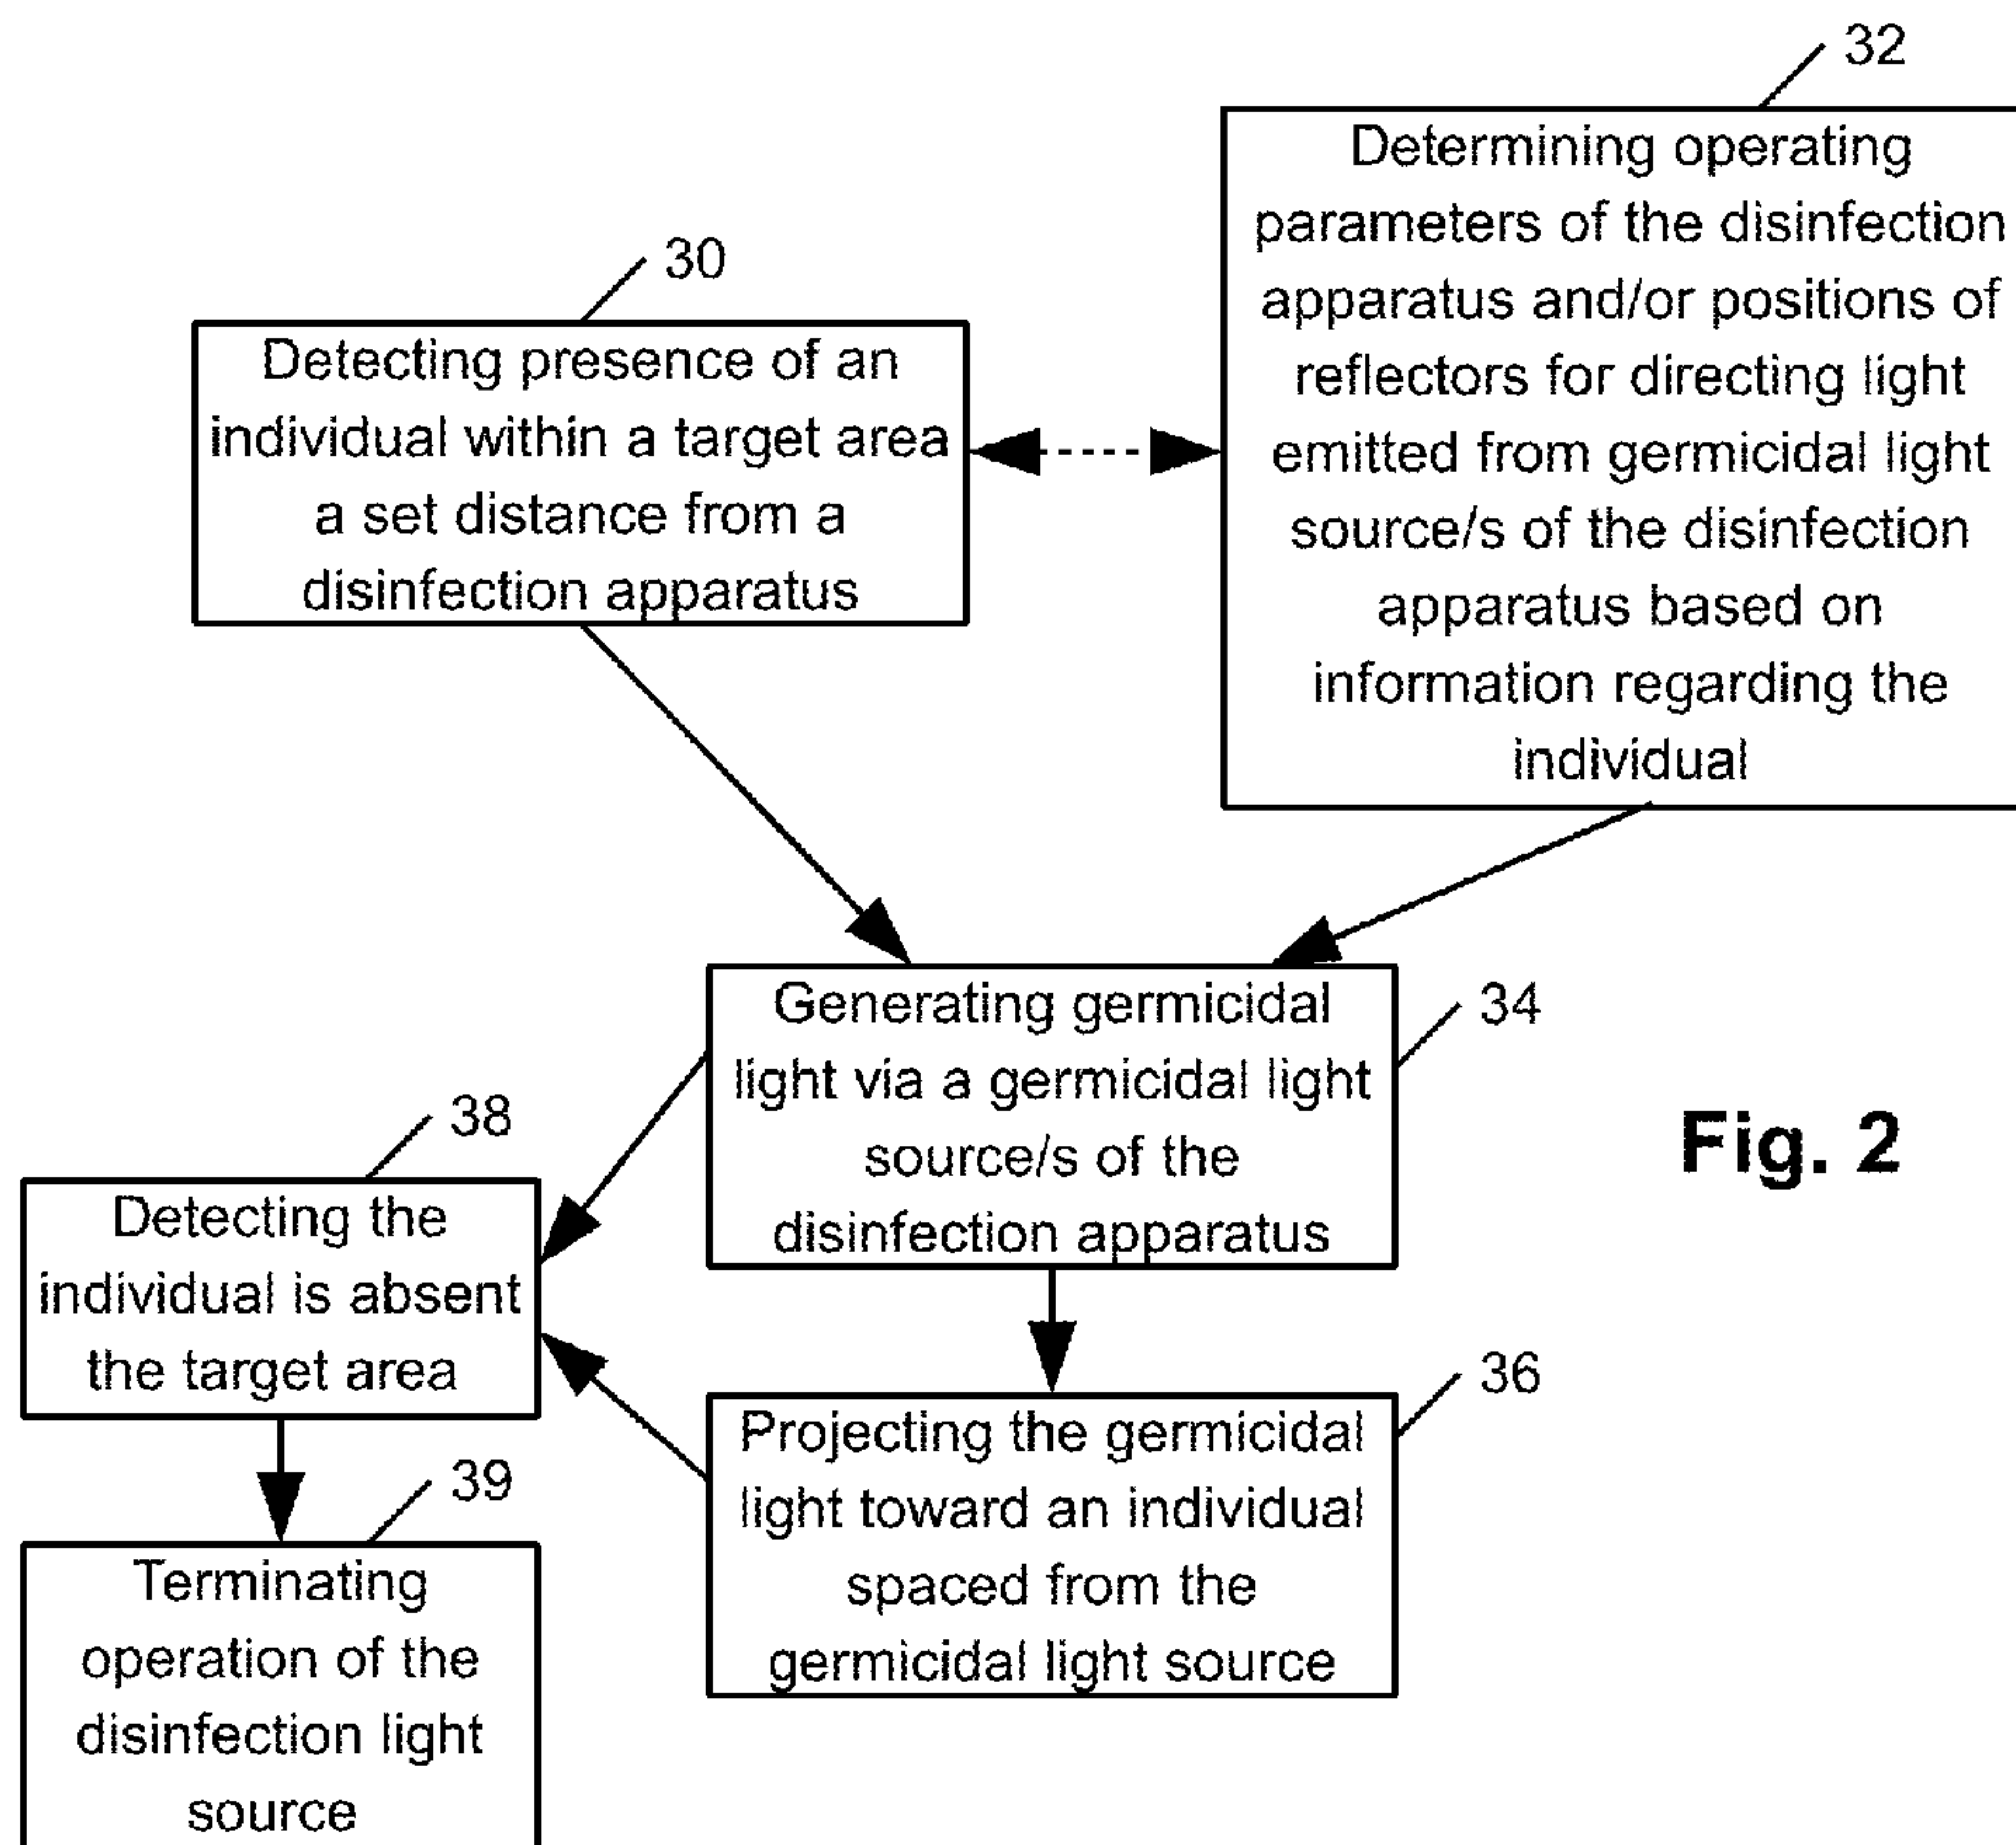 32
Determining operating
parameters of the disinfection
apparatus and/or positions of
reflectors for directing light
emitted from germicidal light
source/s of the disinfection
apparatus based on
information regarding the
individual
30
Detecting presence of an
individual within a target area
a set distance from a
disinfection apparatus
34
Generating germicidal
light via a germicidal light
source/s of the
disinfection apparatus
Fig. 2
38
Detecting the
individual is absent
the target area
36
Projecting the germicidal
light toward an individual
spaced from the
germicidal light source
39
Terminating
operation of the
disinfection light
source